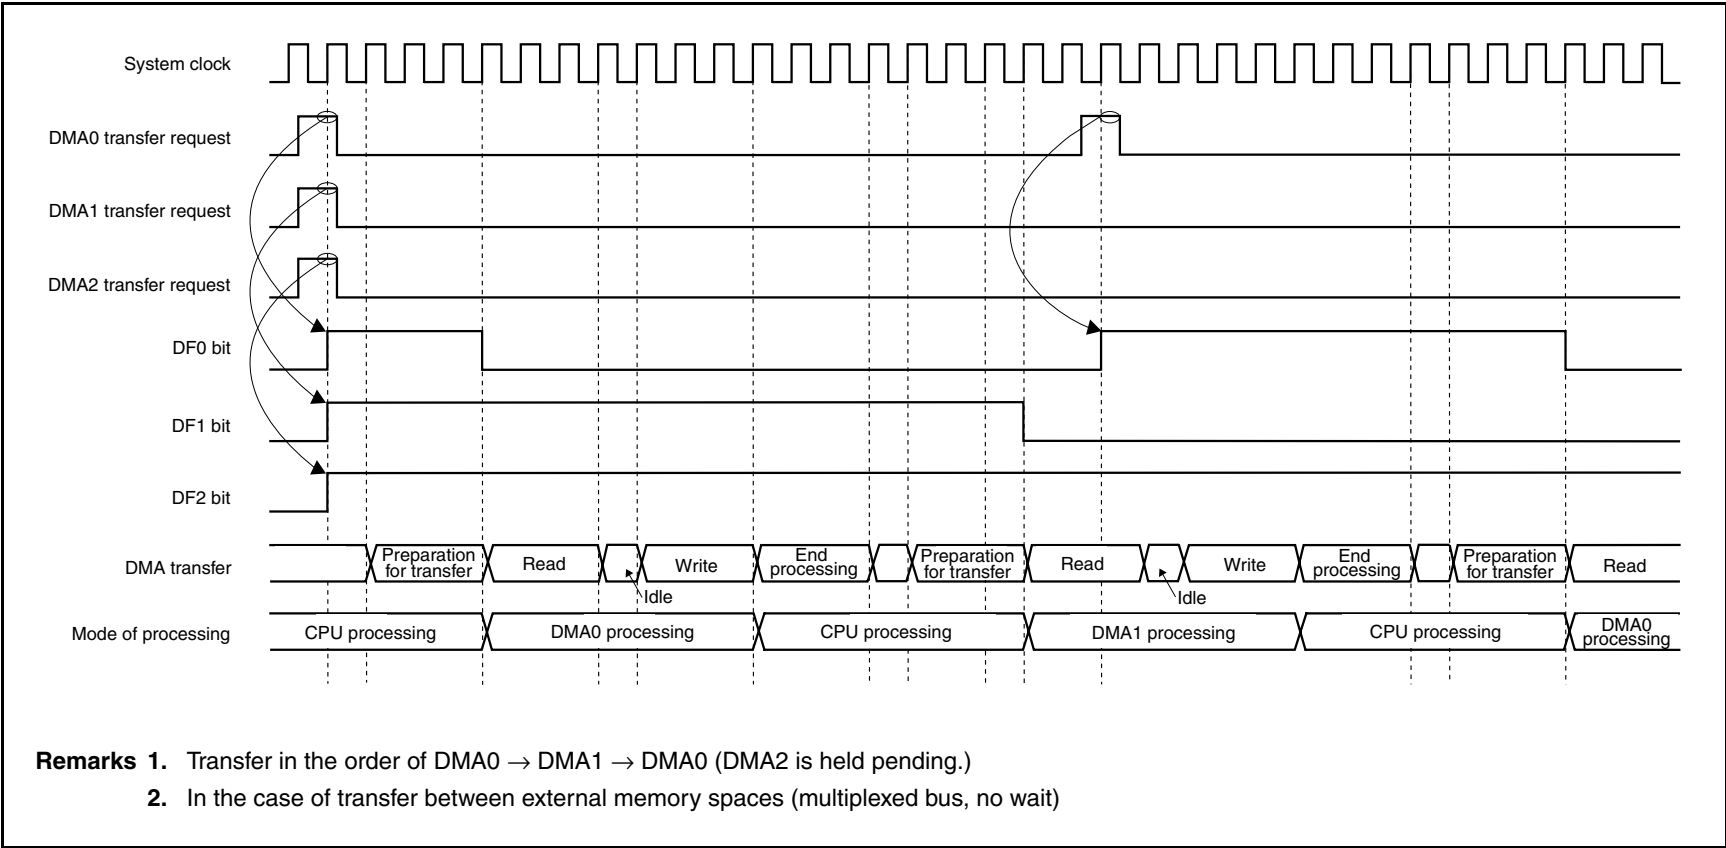 System clock
DMA0 transfer request
DMA1 transfer request
DMA2 transfer request
DF0 bit
DF1 bit
DF2 bit
DMA transfer
Preparation
for transfer
Read
Idle
Write
End
processing
Preparation
for transfer
Read
Idle
Write
End
processing
Preparation
for transfer
Read
Mode of processing
CPU processing
DMA0 processing
CPU processing
DMA1 processing
CPU processing
DMA0
processing
Remarks 1. Transfer in the order of DMA0 → DMA1 → DMA0 (DMA2 is held pending.)
2. In the case of transfer between external memory spaces (multiplexed bus, no wait)